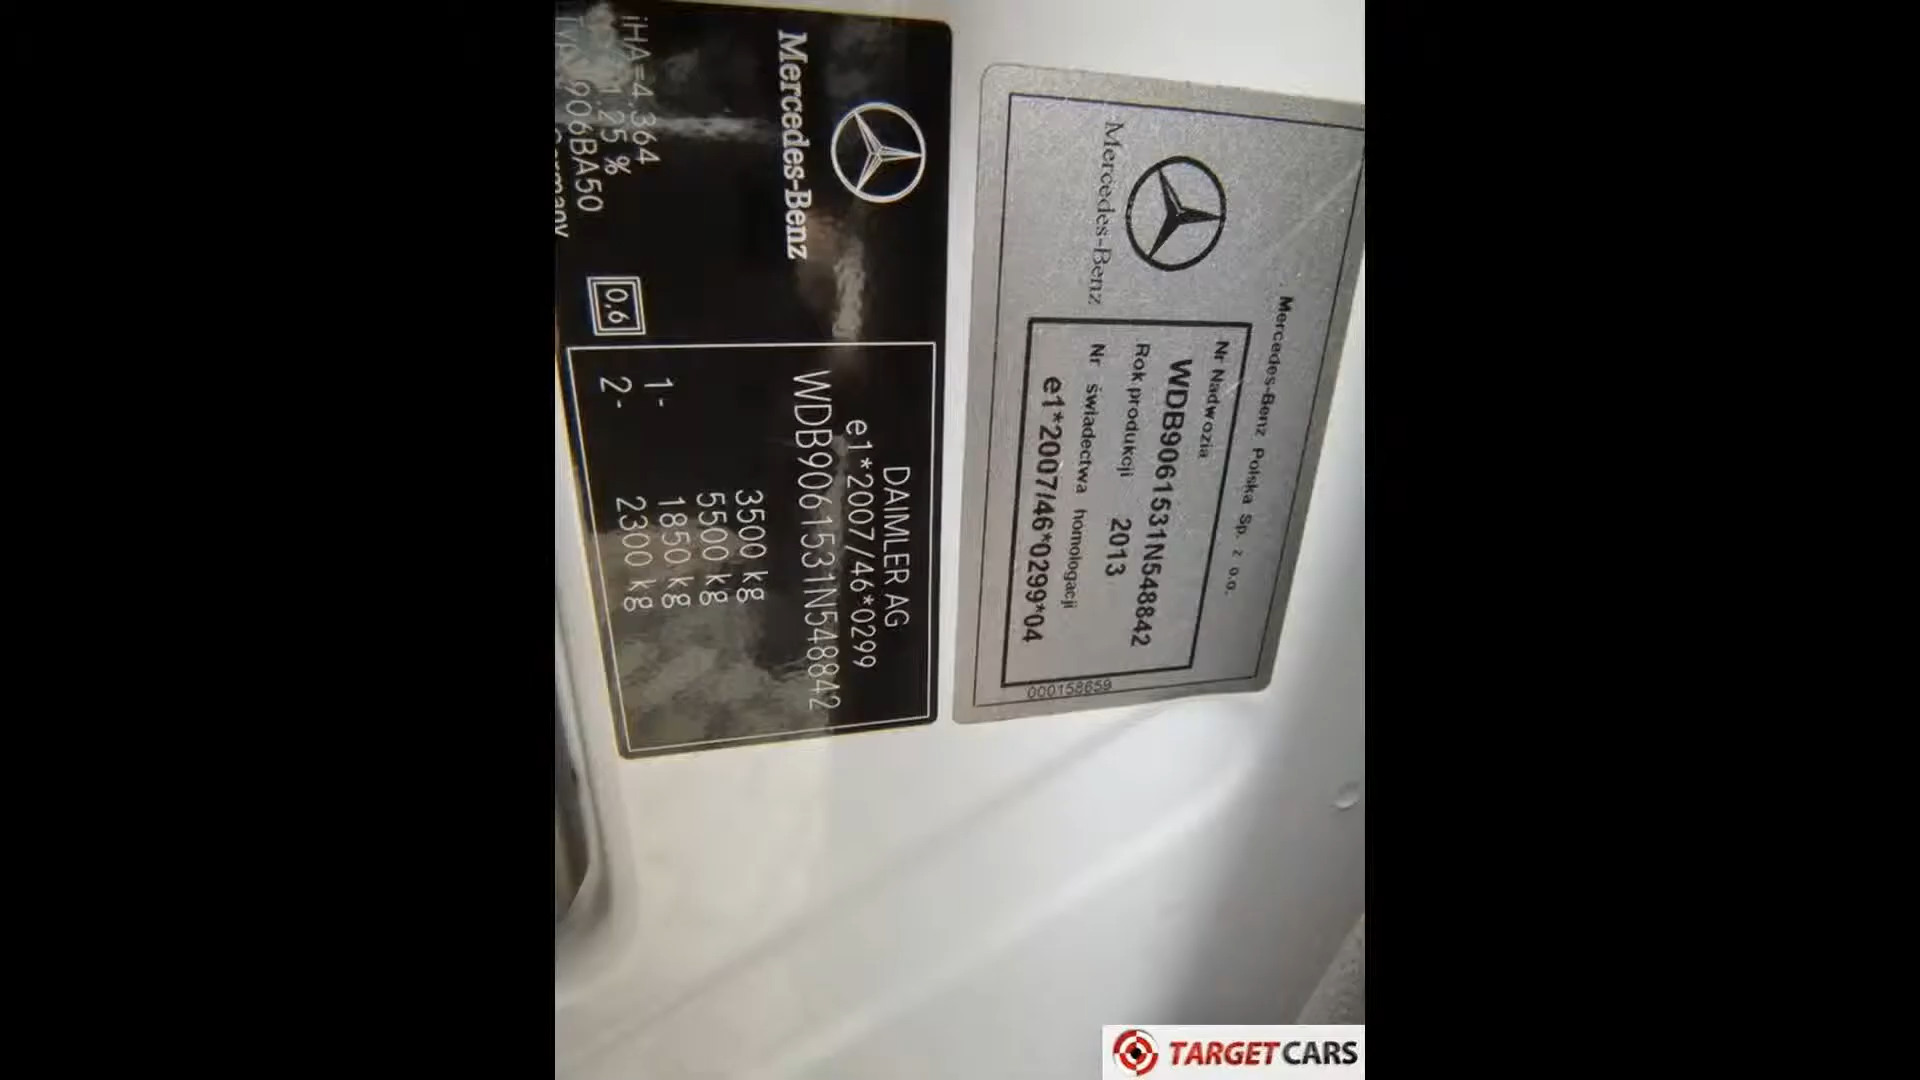 Mercedes-Benz
DAIMLER AG
e1*2007/46*0299
WDB9061531N548842
3500 kg
5500 kg
1- 1850 kg
2- 2300 kg
iHA=4.364
1.25 %
906BA50
0,6
Mercedes-Benz Polska Sp. z o.o.
Mercedes-Benz
Nr Nadwozia
WDB9061531N548842
Rok produkcji 2013
Nr świadectwa homologacji
e1*2007/46*0299*04
000158659
TARGET CARS